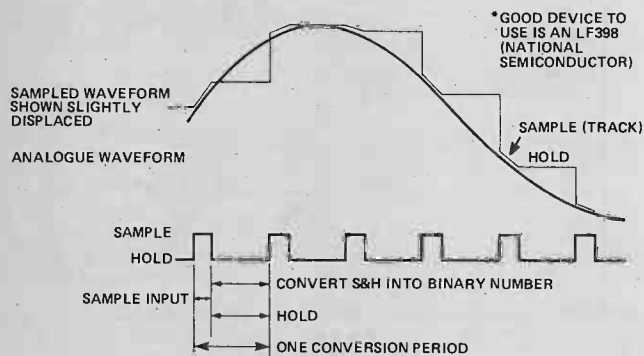 *GOOD DEVICE TO
USE IS AN LF398
(NATIONAL
SEMICONDUCTOR)
SAMPLED WAVEFORM
SHOWN SLIGHTLY
DISPLACED
SAMPLE (TRACK)
ANALOGUE WAVEFORM
HOLD
SAMPLE
HOLD
CONVERT S&H INTO BINARY NUMBER
SAMPLE INPUT
HOLD
ONE CONVERSION PERIOD